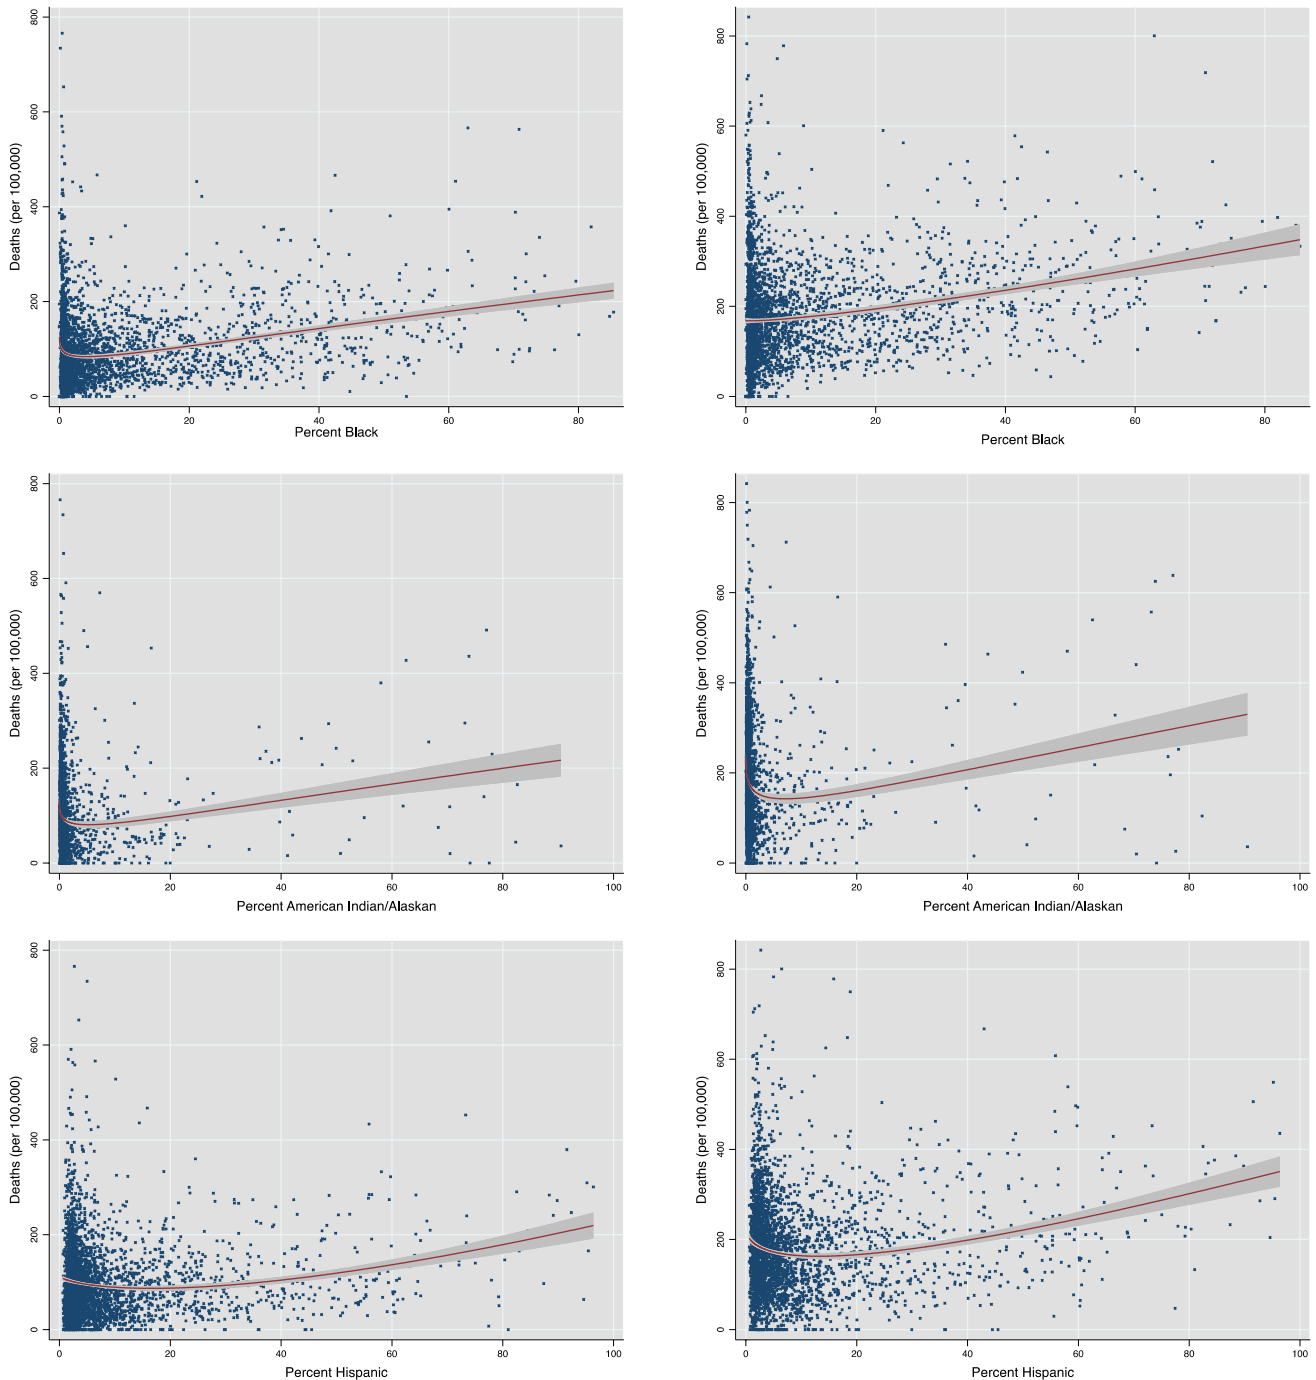 800
600
400
200
0
Deaths (per 100,000)
0 20 40 60 80
Percent Black
800
600
400
200
0
Deaths (per 100,000)
0 20 40 60 80
Percent Black
800
600
400
200
0
Deaths (per 100,000)
0 20 40 60 80 100
Percent American Indian/Alaskan
800
600
400
200
0
Deaths (per 100,000)
0 20 40 60 80 100
Percent American Indian/Alaskan
800
600
400
200
0
Deaths (per 100,000)
0 20 40 60 80 100
Percent Hispanic
800
600
400
200
0
Deaths (per 100,000)
0 20 40 60 80 100
Percent Hispanic